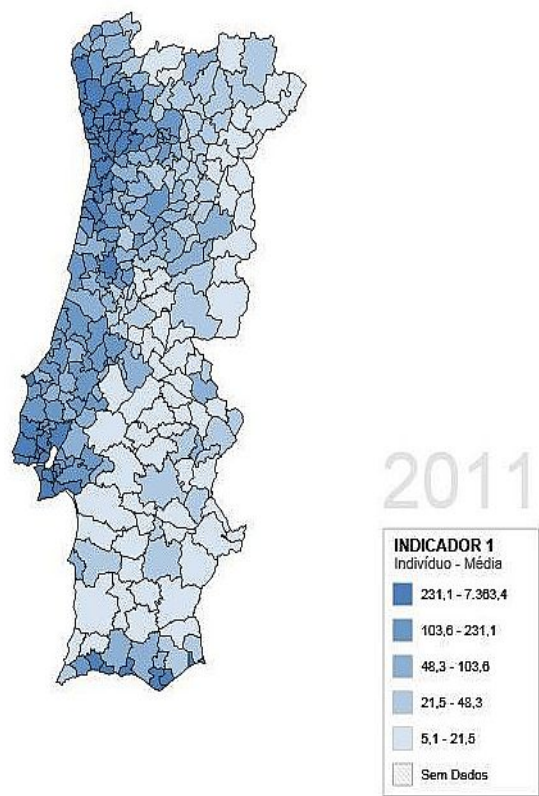 2011
INDICADOR 1
Indivíduo - Média
231,1 - 7.363,4
103,6 - 231,1
48,3 - 103,6
21,5 - 48,3
5,1 - 21,5
Sem Dados